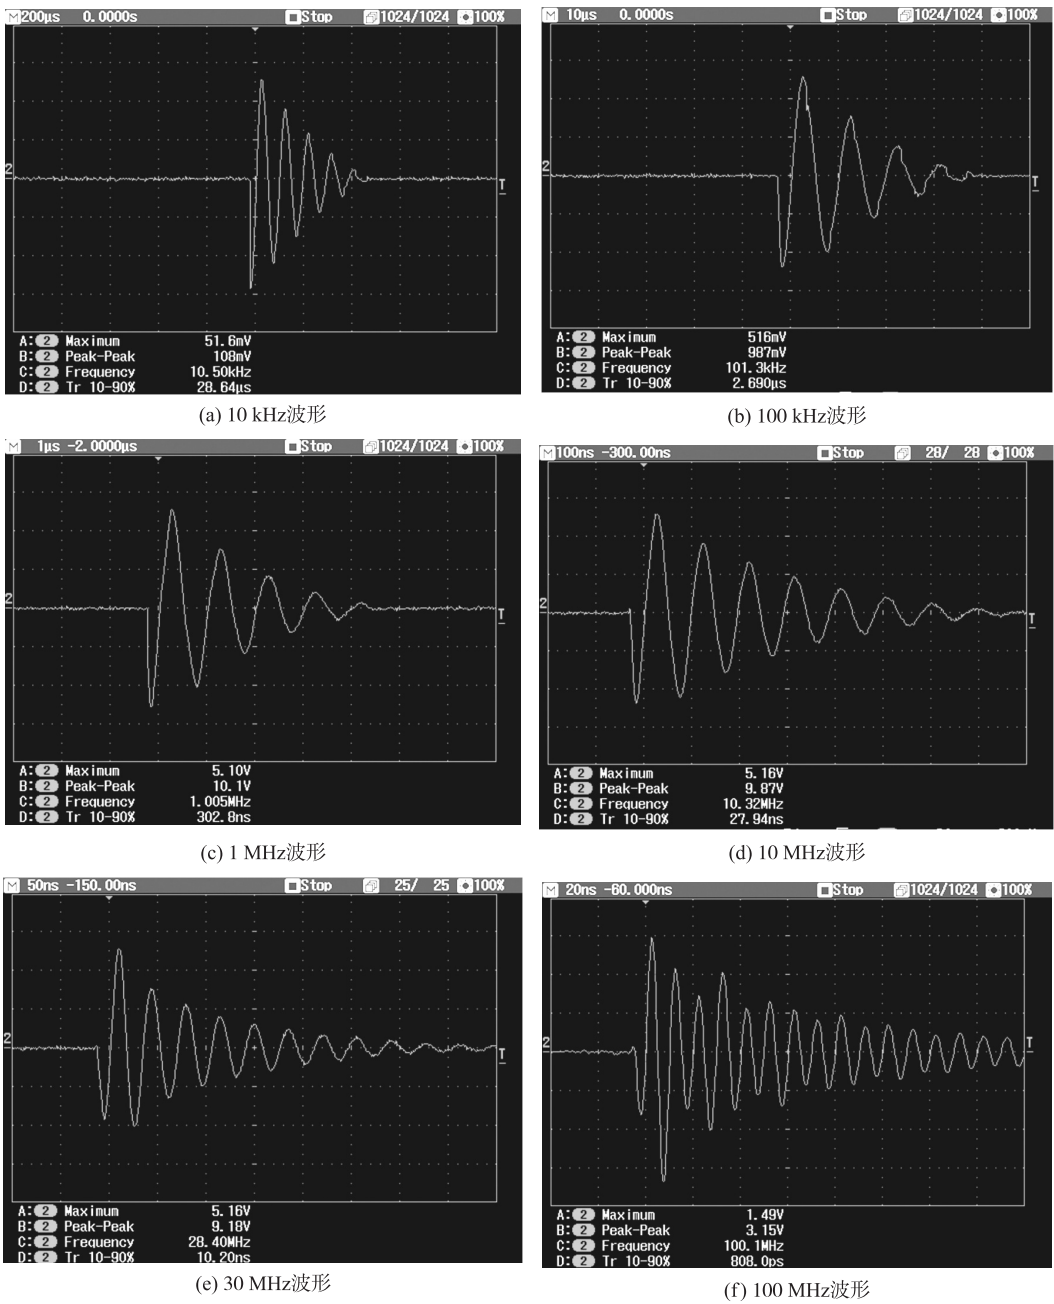 M 200μs 0.0000s Stop 1024/1024 100%
2
T
A: 2 Maximum 51.6mV
B: 2 Peak-Peak 108mV
C: 2 Frequency 10.50kHz
D: 2 Tr 10-90% 28.64μs
(a) 10 kHz波形
M 10μs 0.0000s Stop 1024/1024 100%
2
T
A: 2 Maximum 516mV
B: 2 Peak-Peak 987mV
C: 2 Frequency 101.3kHz
D: 2 Tr 10-90% 2.690μs
(b) 100 kHz波形
M 1μs -2.0000μs Stop 1024/1024 100%
2
T
A: 2 Maximum 5.10V
B: 2 Peak-Peak 10.1V
C: 2 Frequency 1.005MHz
D: 2 Tr 10-90% 302.8ns
(c) 1 MHz波形
M 100ns -300.00ns Stop 28/ 28 100%
2
T
A: 2 Maximum 5.16V
B: 2 Peak-Peak 9.87V
C: 2 Frequency 10.32MHz
D: 2 Tr 10-90% 27.94ns
(d) 10 MHz波形
M 50ns -150.00ns Stop 25/ 25 100%
2
T
A: 2 Maximum 5.16V
B: 2 Peak-Peak 9.18V
C: 2 Frequency 28.40MHz
D: 2 Tr 10-90% 10.20ns
(e) 30 MHz波形
M 20ns -60.000ns Stop 1024/1024 100%
2
T
A: 2 Maximum 1.49V
B: 2 Peak-Peak 3.15V
C: 2 Frequency 100.1MHz
D: 2 Tr 10-90% 808.0ps
(f) 100 MHz波形